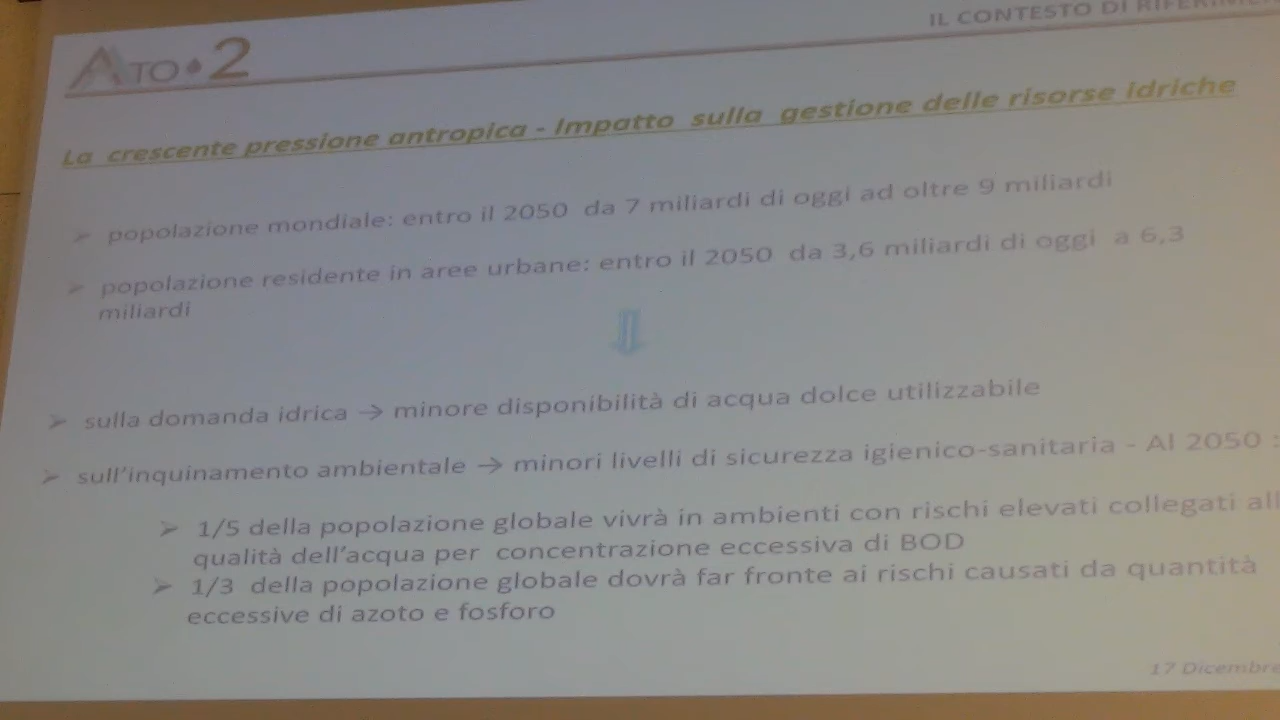 IL CONTESTO DI
ATO 2
La crescente pressione antropica - Impatto sulla gestione delle risorse idriche
➢ popolazione mondiale: entro il 2050 da 7 miliardi di oggi ad oltre 9 miliardi
➢ popolazione residente in aree urbane: entro il 2050 da 3,6 miliardi di oggi a 6,3
miliardi
➢ sulla domanda idrica → minore disponibilità di acqua dolce utilizzabile
➢ sull'inquinamento ambientale → minori livelli di sicurezza igienico-sanitaria - Al 2050 :
➢ 1/5 della popolazione globale vivrà in ambienti con rischi elevati collegati
qualità dell'acqua per concentrazione eccessiva di BOD
➢ 1/3 della popolazione globale dovrà far fronte ai rischi causati da quantità
eccessive di azoto e fosforo
17 Dicembre